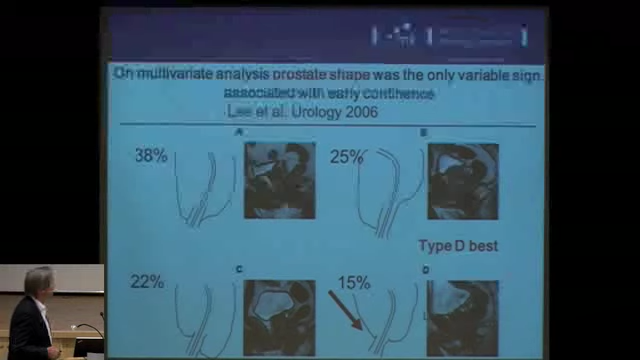 On multivariate analysis prostate shape was the only variable sign.
associated with early continence
Lee et al. Urology 2006
A
B
38%
25%
Type D best
C
D
22%
15%